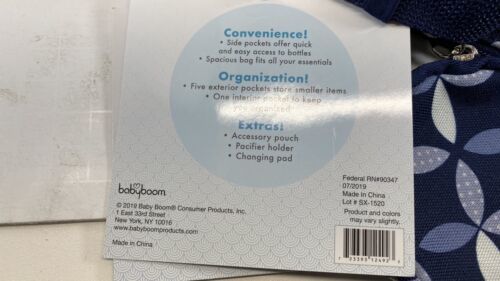 Convenience!
• Side pockets offer quick
and easy access to bottles
• Spacious bag fits all your essentials
Organization!
• Five exterior pockets store smaller items
• One interior pocket to keep
you organized
Extras!
• Accessory pouch
• Pacifier holder
• Changing pad
babyboom
© 2019 Baby Boom® Consumer Products, Inc.
1 East 33rd Street
New York, NY 10016
www.babyboomproducts.com
Made in China
Federal RN#90347
07/2019
Made in China
Lot # SX-1520
Product and colors
may vary slightly.